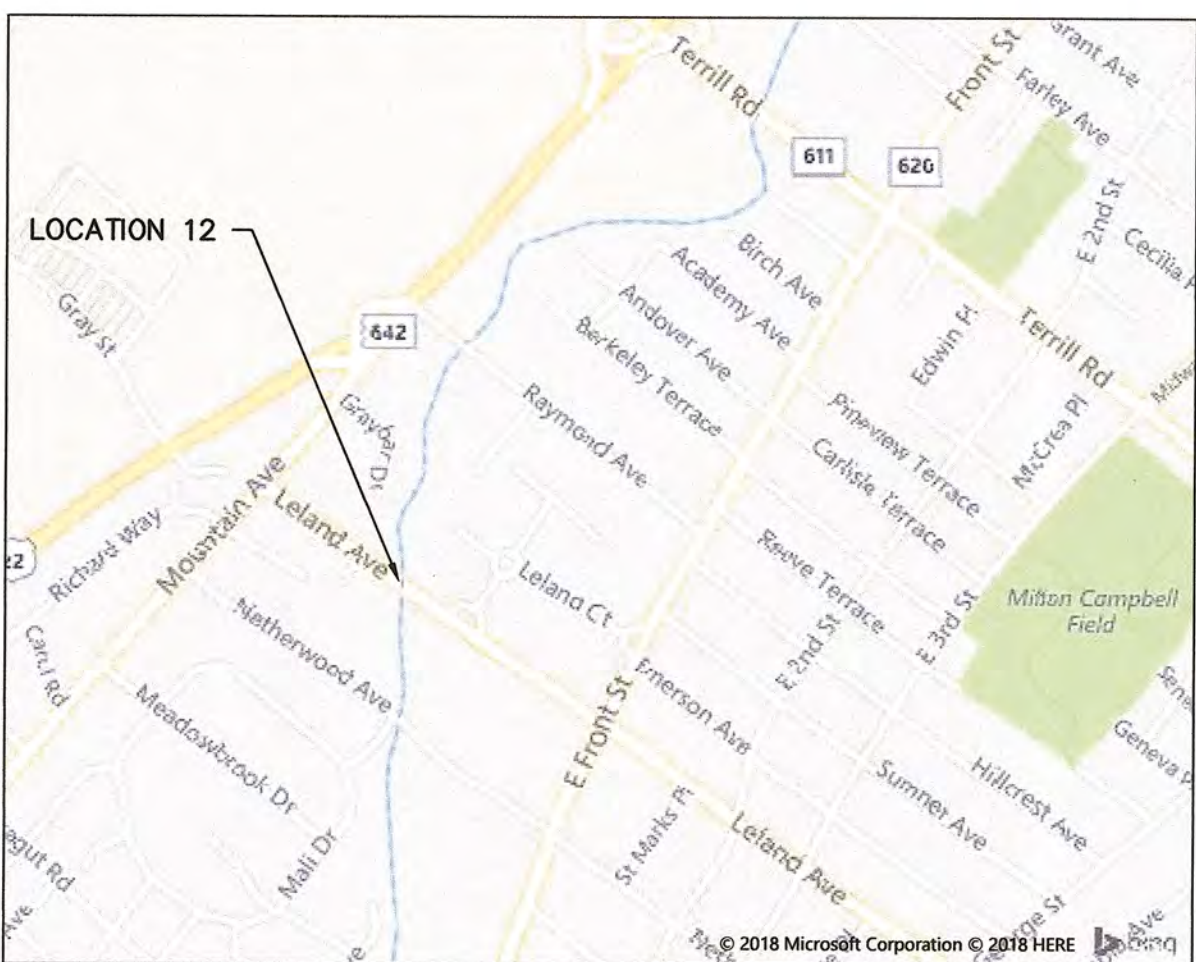 Grant Ave
Front St
Terrill Rd
Farley Ave
611
620
E 2nd St
LOCATION 12
Birch Ave
Cecilia
Academy Ave
Gray St
Andover Ave
642
Berkeley Terrace
Edwin Pl
Terrill Rd
Graybar Dr
Raymond Ave
Pineview Terrace
McCrea Pl
Carlisle Terrace
Mountain Ave
Leland Ave
Richard Way
22
Reeve Terrace
Leland Ct
Milton Campbell
Field
Netherwood Ave
E 2nd St
E 3rd St
Emerson Ave
E Front St
Meadowbrook Dr
Geneva
Hillcrest Ave
Sumner Ave
Mali Dr
St Marks Pl
Leland Ave
agut Rd
Ave
George St
Ave
© 2018 Microsoft Corporation © 2018 HERE
bing